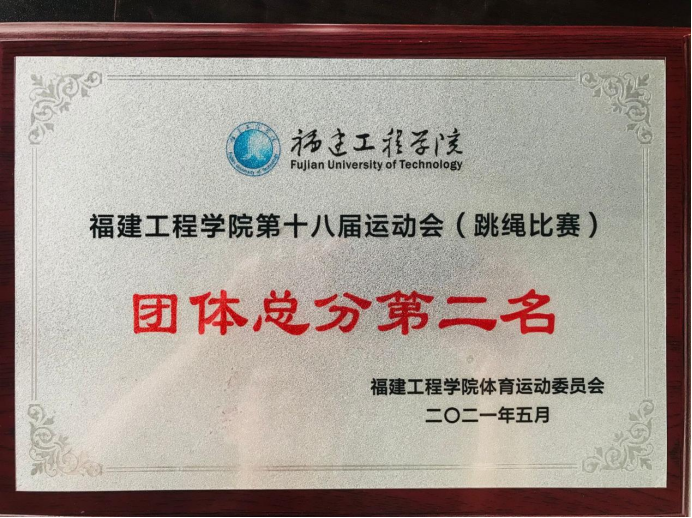 福建工程学院
Fujian University of Technology
福建工程学院第十八届运动会（跳绳比赛）
团体总分第二名
福建工程学院体育运动委员会
二〇二一年五月